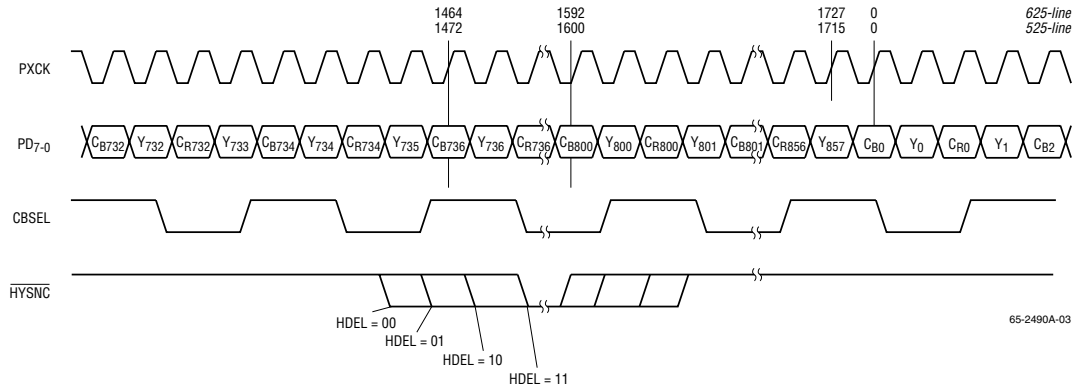 1464 1592 1727 0 625-line
1472 1600 1715 0 525-line
PXCK
PD7-0 CB732 Y732 CR732 Y733 CB734 Y734 CR734 Y735 CB736 Y736 CR736 CB800 Y800 CR800 Y801 CB801 CR856 Y857 CB0 Y0 CR0 Y1 CB2
CBSEL
HYSNC
65-2490A-03
HDEL = 00
HDEL = 01
HDEL = 10
HDEL = 11